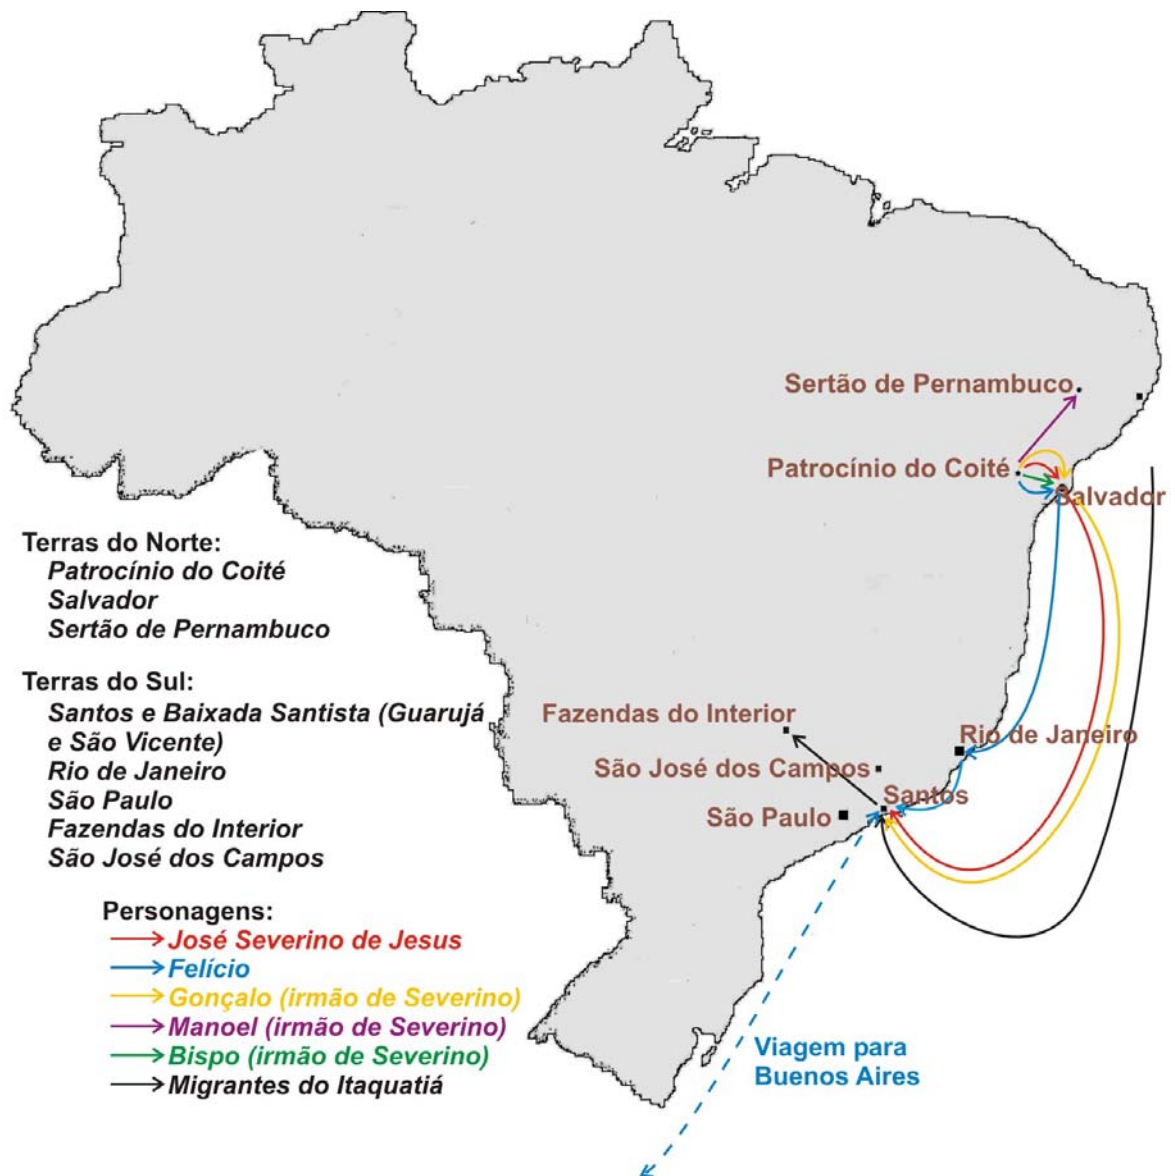 Sertão de Pernambuco
Patrocínio do Coité
Salvador
Terras do Norte:
Patrocínio do Coité
Salvador
Sertão de Pernambuco
Terras do Sul:
Santos e Baixada Santista (Guarujá
e São Vicente)
Rio de Janeiro
São Paulo
Fazendas do Interior
São José dos Campos
Fazendas do Interior
Rio de Janeiro
São José dos Campos
Santos
São Paulo
Personagens:
José Severino de Jesus
Felício
Gonçalo (irmão de Severino)
Manoel (irmão de Severino)
Bispo (irmão de Severino)
Migrantes do Itaquatiá
Viagem para
Buenos Aires